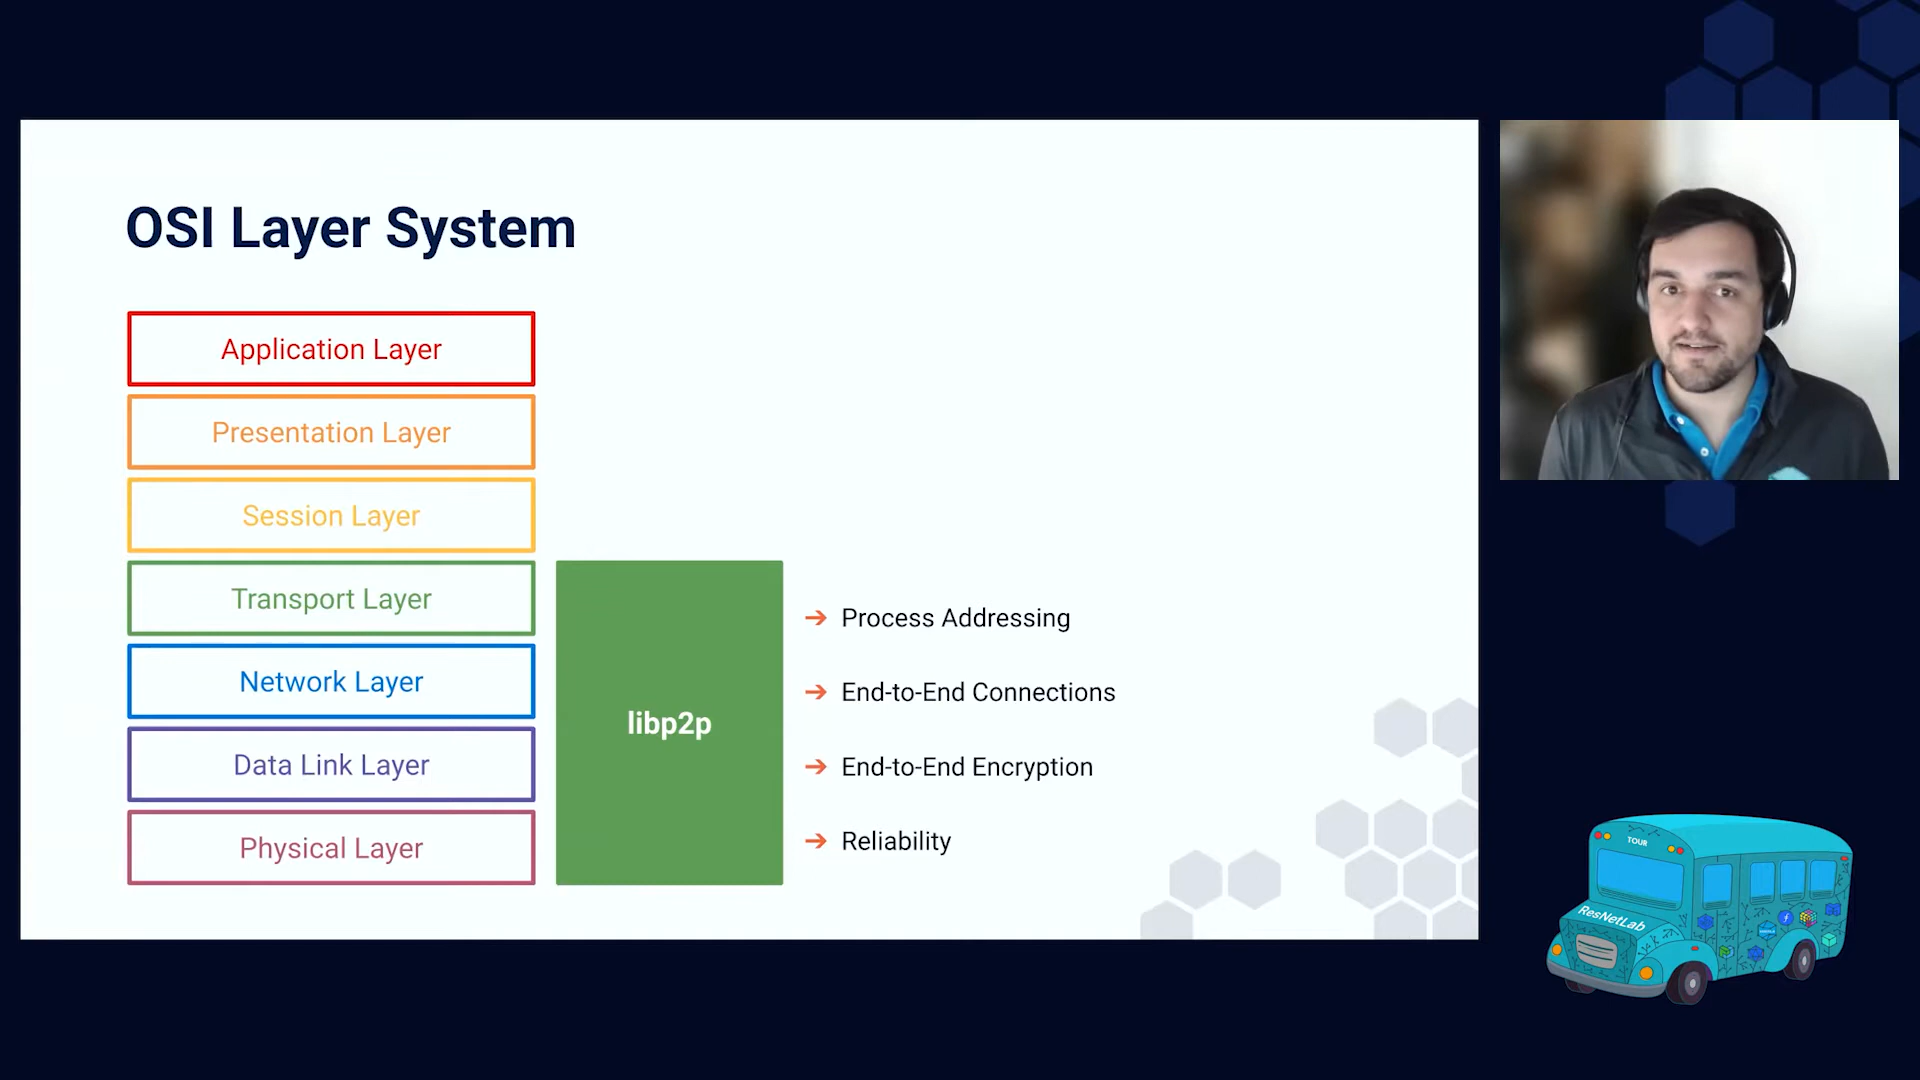 OSI Layer System
Application Layer
Presentation Layer
Session Layer
Transport Layer
Network Layer
Data Link Layer
Physical Layer
libp2p
➔ Process Addressing
➔ End-to-End Connections
➔ End-to-End Encryption
➔ Reliability
TOUR
ResNetLab